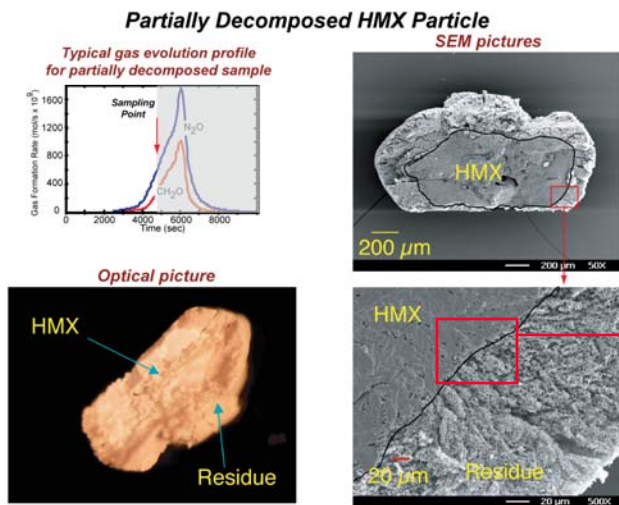 Partially Decomposed HMX Particle
Typical gas evolution profile
for partially decomposed sample
SEM pictures
Gas Formation Rate (mol/s x 10⁹)
1600
1200
800
400
0
Sampling
Point
N₂O
CH₂O
0 2000 4000 6000 8000
Time (sec)
HMX
200 µm
200 µm 50X
Optical picture
HMX
Residue
HMX
20 µm
Residue
20 µm 500X